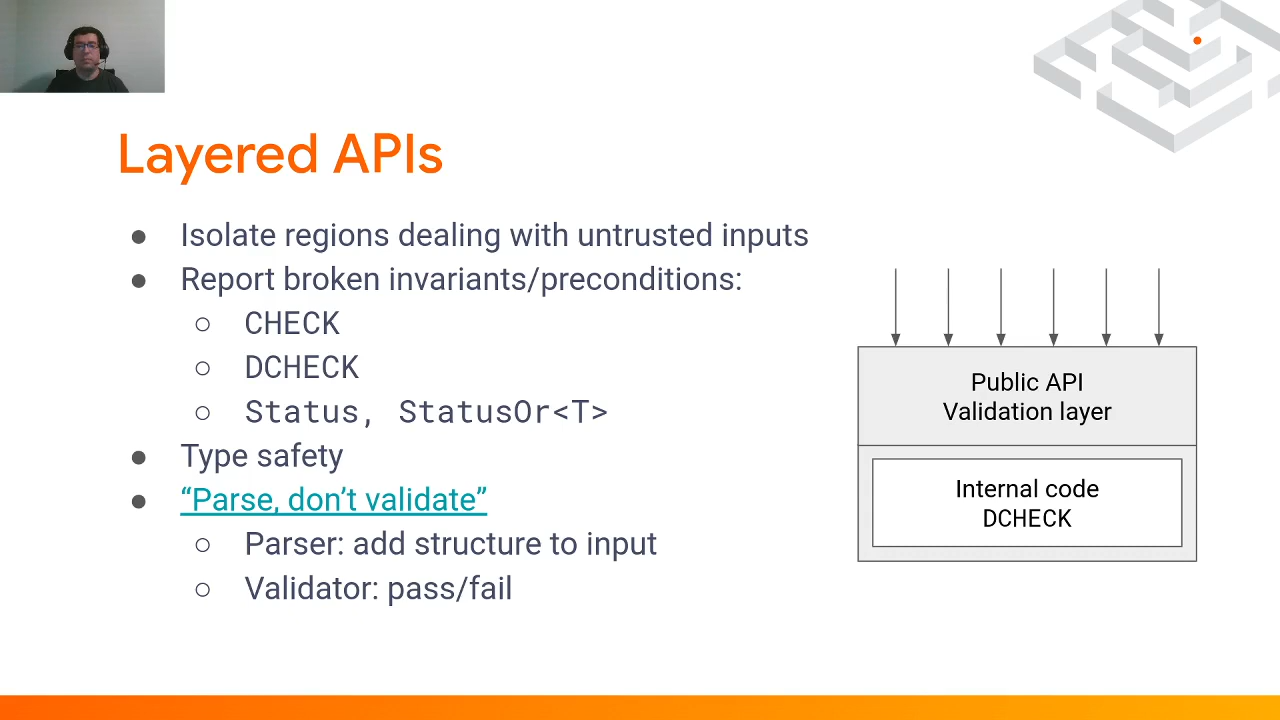 Layered APIs
● Isolate regions dealing with untrusted inputs
● Report broken invariants/preconditions:
○ CHECK
○ DCHECK
○ Status, StatusOr<T>
● Type safety
● “Parse, don’t validate”
○ Parser: add structure to input
○ Validator: pass/fail
Public API
Validation layer
Internal code
DCHECK